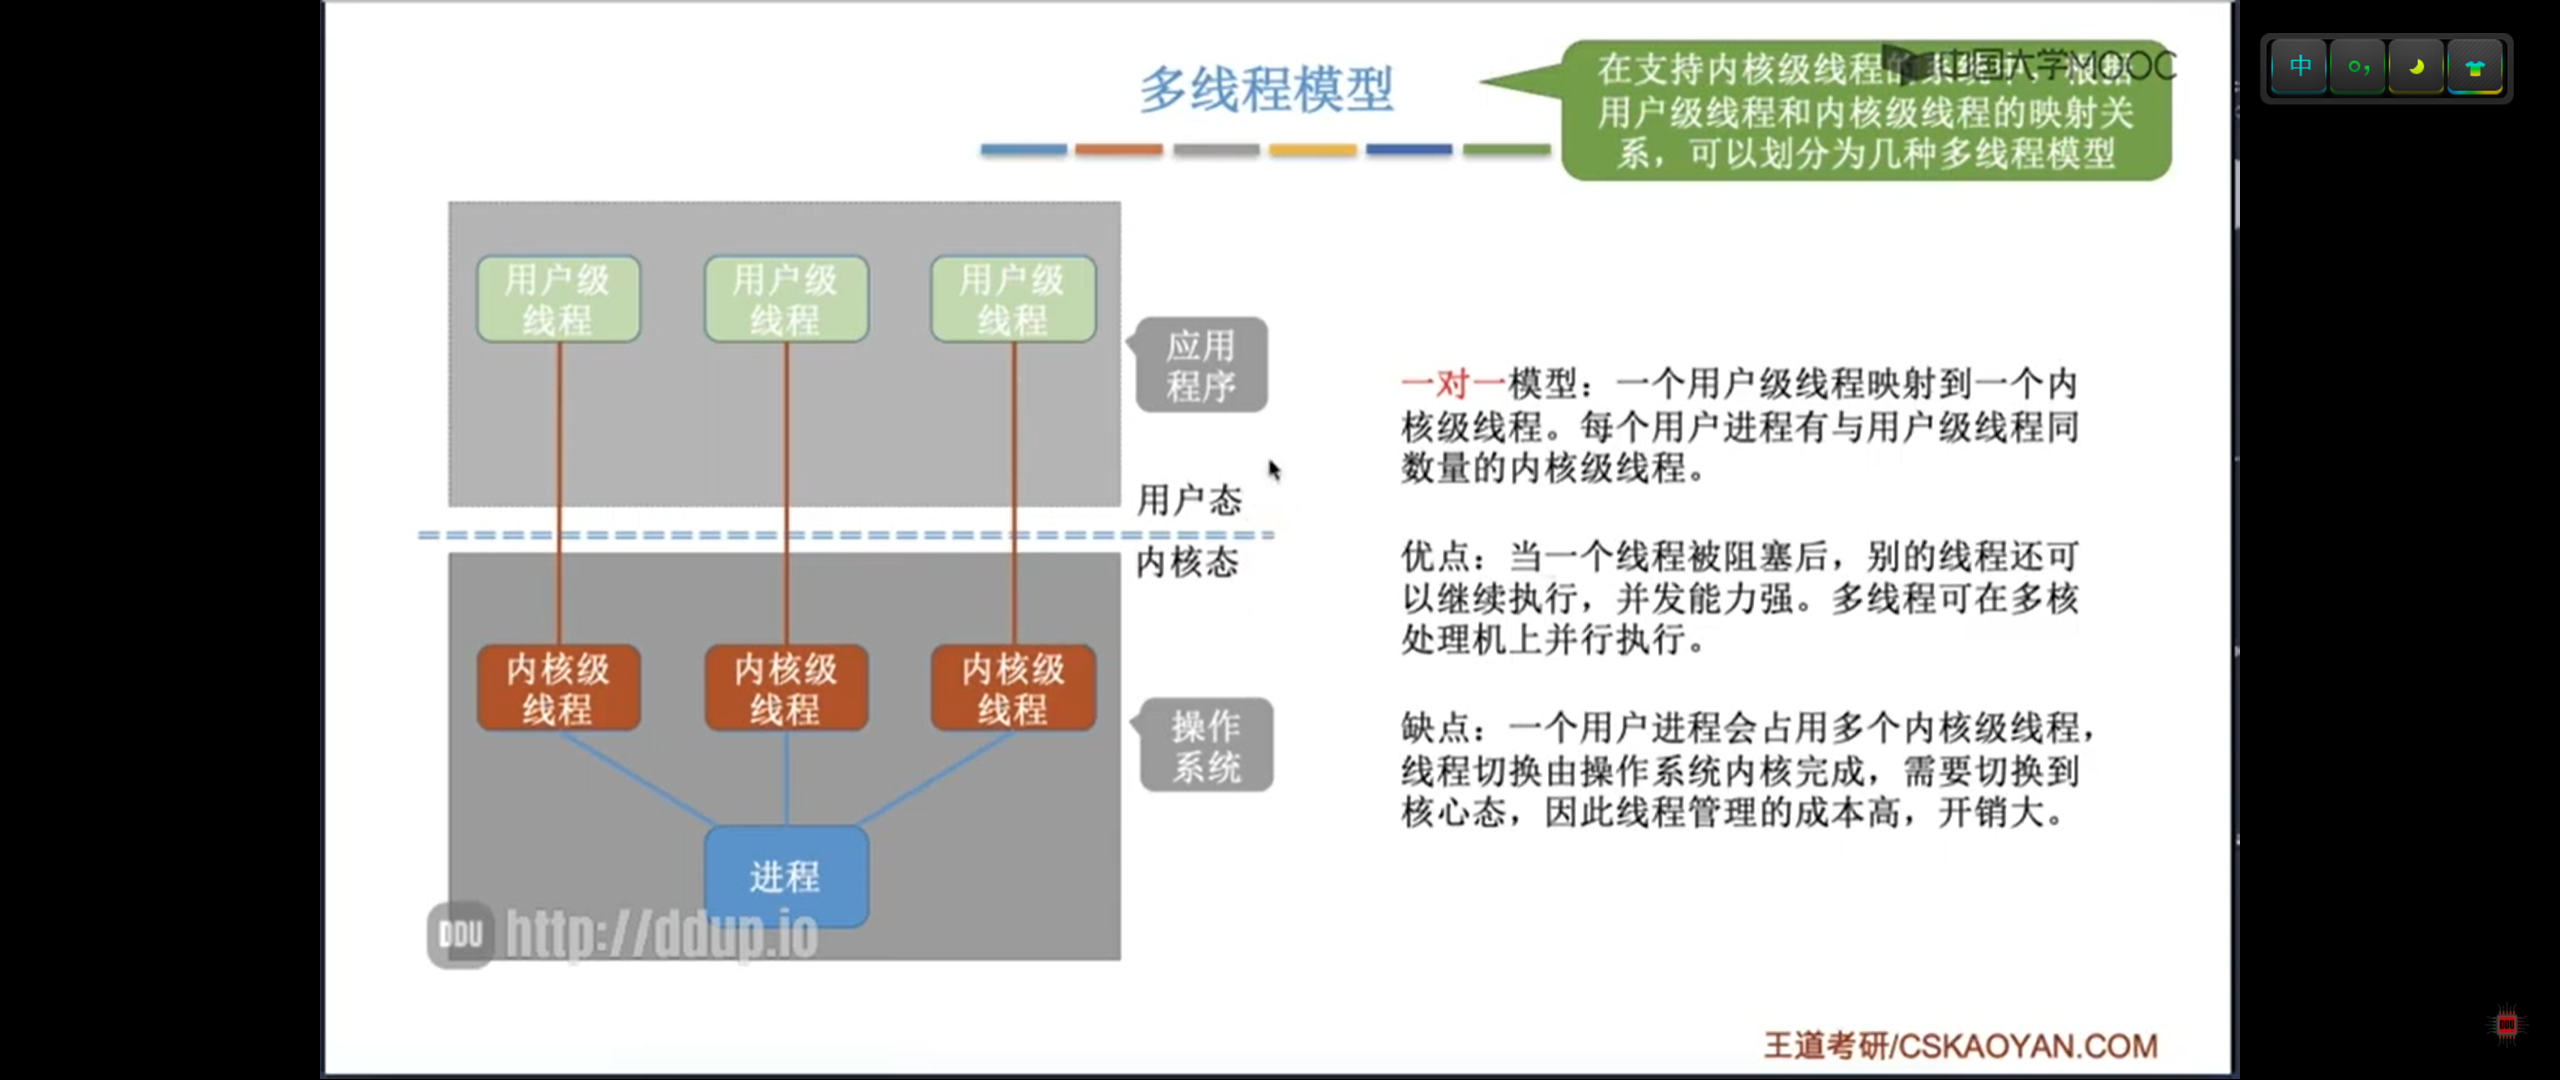 多线程模型
在支持内核级线程的系统中，根据
用户级线程和内核级线程的映射关
系，可以划分为几种多线程模型
中国大学MOOC
中
用户级
线程
用户级
线程
用户级
线程
应用
程序
用户态
内核态
内核级
线程
内核级
线程
内核级
线程
操作
系统
进程
一对一模型：一个用户级线程映射到一个内
核级线程。每个用户进程有与用户级线程同
数量的内核级线程。
优点：当一个线程被阻塞后，别的线程还可
以继续执行，并发能力强。多线程可在多核
处理机上并行执行。
缺点：一个用户进程会占用多个内核级线程，
线程切换由操作系统内核完成，需要切换到
核心态，因此线程管理的成本高，开销大。
DDU http://ddup.io
王道考研/CSKAOYAN.COM
DDU